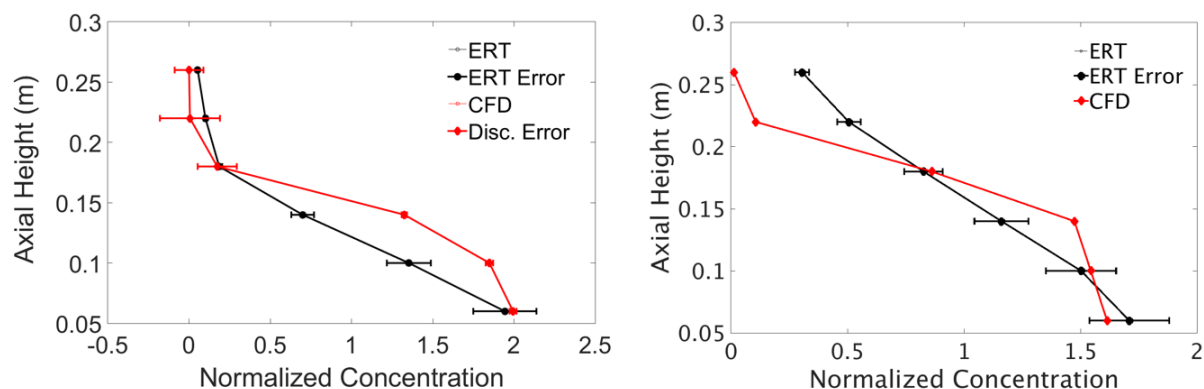 0.3
0.25
0.2
0.15
0.1
0.05
Axial Height (m)
ERT
ERT Error
CFD
Disc. Error
-0.5 0 0.5 1 1.5 2 2.5
Normalized Concentration
0.3
0.25
0.2
0.15
0.1
0.05
Axial Height (m)
ERT
ERT Error
CFD
0 0.5 1 1.5 2
Normalized Concentration